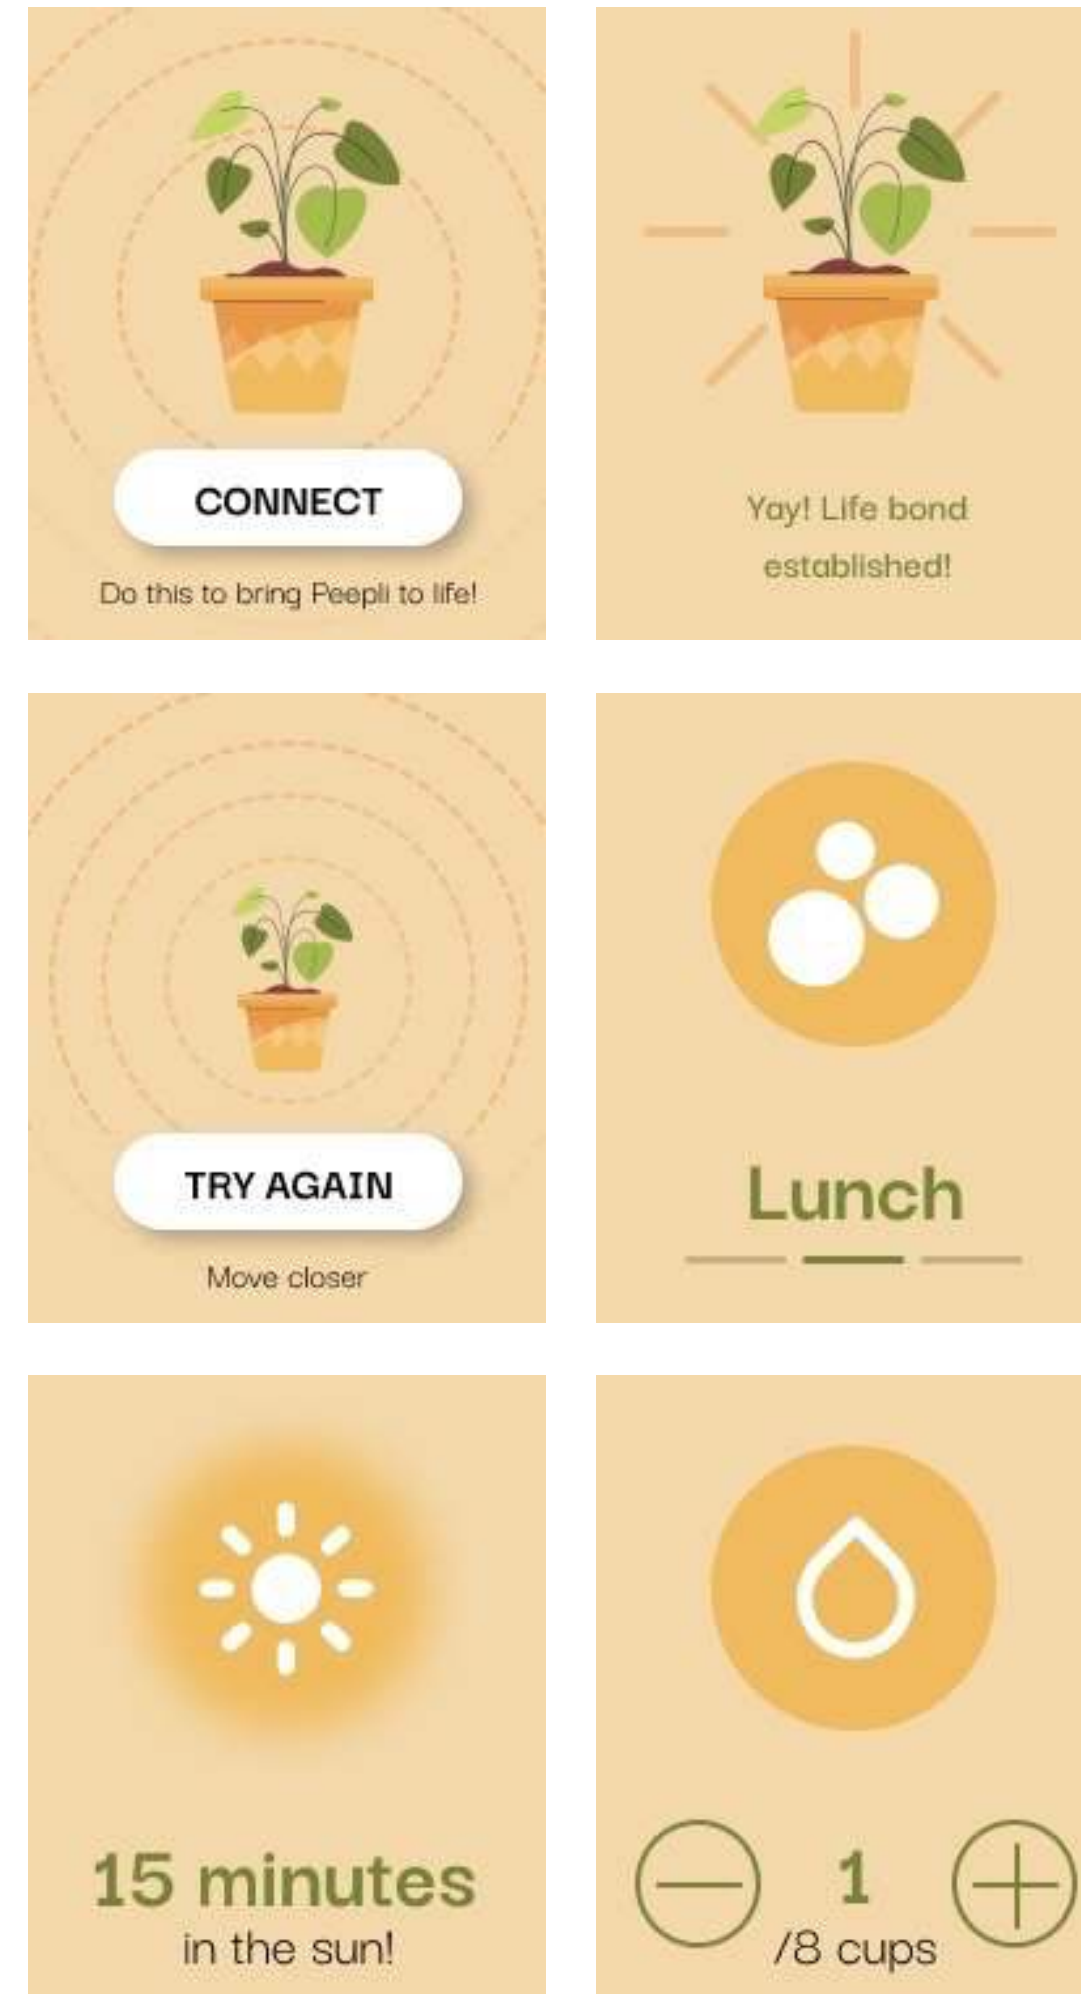 CONNECT
Do this to bring Peepli to life!
Yay! Life bond
established!
TRY AGAIN
Move closer
Lunch
15 minutes
in the sun!
1
/8 cups